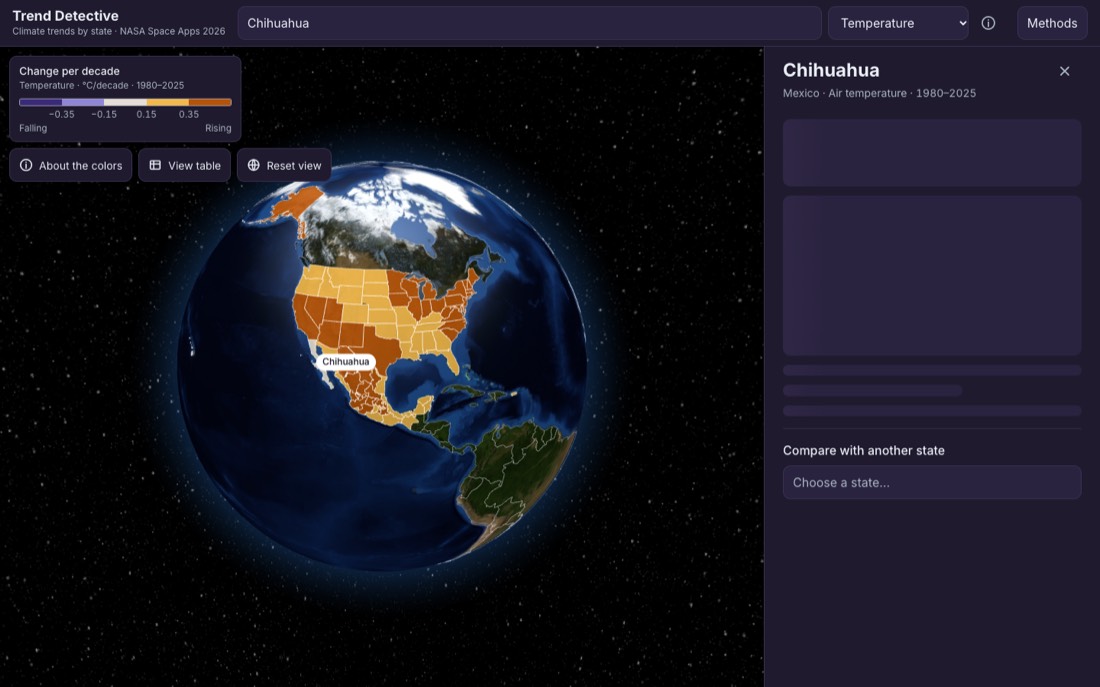 Trend Detective
Climate trends by state · NASA Space Apps 2026
Chihuahua
Temperature
Methods
Change per decade
Temperature · °C/decade · 1980–2025
−0.35 −0.15 0.15 0.35
Falling Rising
About the colors
View table
Reset view
Chihuahua
Chihuahua
Mexico · Air temperature · 1980–2025
Compare with another state
Choose a state...